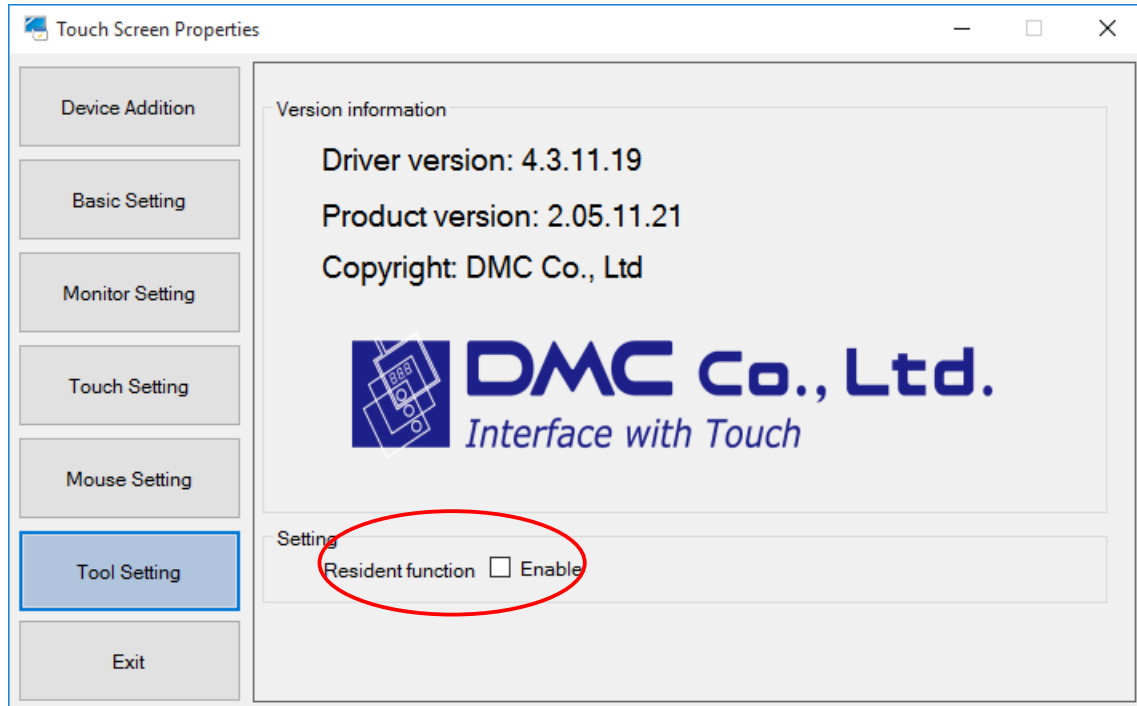 Touch Screen Properties
Device Addition
Basic Setting
Monitor Setting
Touch Setting
Mouse Setting
Tool Setting
Exit
Version information
Driver version: 4.3.11.19
Product version: 2.05.11.21
Copyright: DMC Co., Ltd
888
DMC Co., Ltd.
Interface with Touch
Setting
Resident function Enable